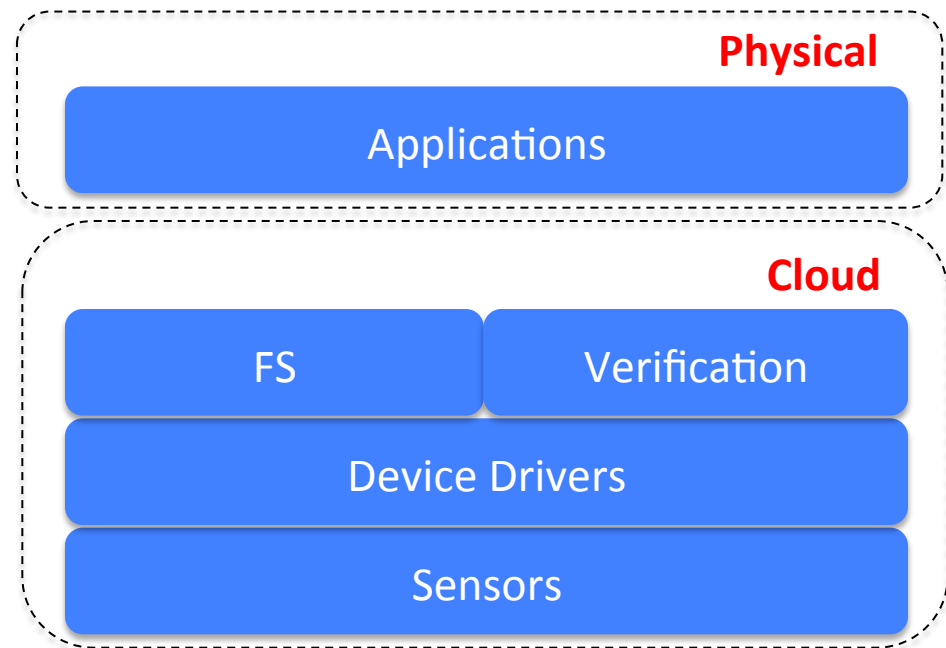 Physical
Applications
Cloud
FS
Verification
Device Drivers
Sensors